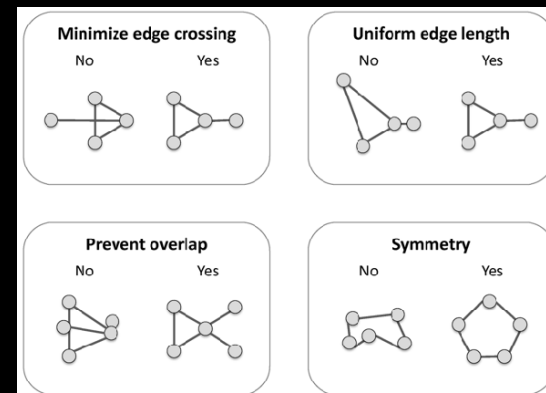 Minimize edge crossing
No Yes
Uniform edge length
No Yes
Prevent overlap
No Yes
Symmetry
No Yes